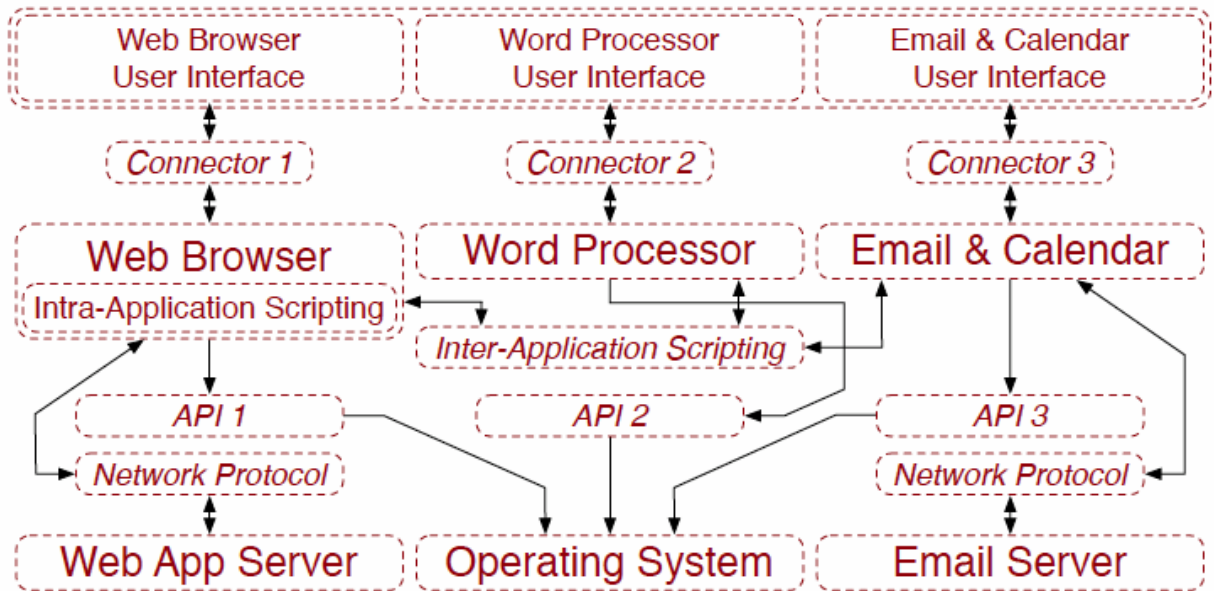 Web Browser
User Interface
Word Processor
User Interface
Email & Calendar
User Interface
Connector 1
Connector 2
Connector 3
Web Browser
Word Processor
Email & Calendar
Intra-Application Scripting
Inter-Application Scripting
API 1
API 2
API 3
Network Protocol
Network Protocol
Web App Server
Operating System
Email Server